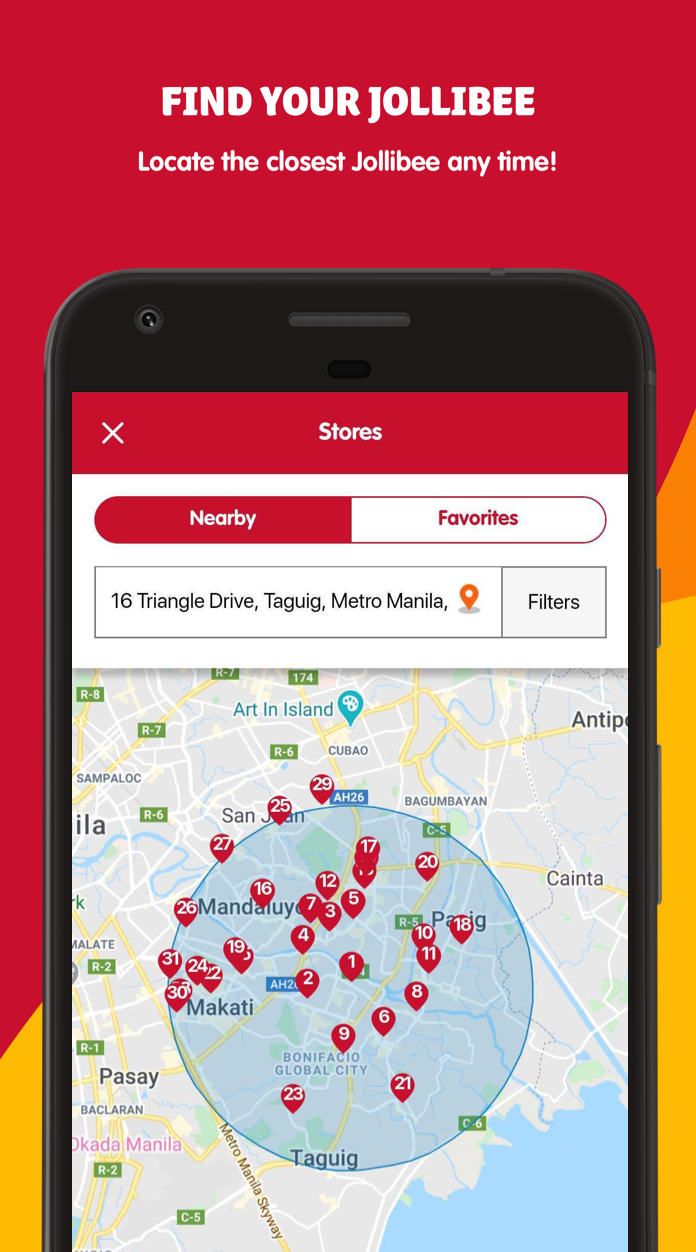 FIND YOUR JOLLIBEE
Locate the closest Jollibee any time!
Stores
Nearby
Favorites
16 Triangle Drive, Taguig, Metro Manila,
Filters
R-7
174
R-8
Art In Island
Antipo
R-7
R-6
CUBAO
SAMPALOC
29
AH26
BAGUMBAYAN
25
San
R-6
ila
C-5
27
17
20
Cainta
12
16
5
rk
26
Mandaluyo
7
3
R-5
Pasig
18
4
10
MALATE
19
11
31
24
22
1
R-2
2
AH26
30
8
Makati
6
9
R-1
BONIFACIO
GLOBAL CITY
Pasay
21
23
BACLARAN
C-6
Okada Manila
Metro Manila Skyway
Taguig
R-2
C-5